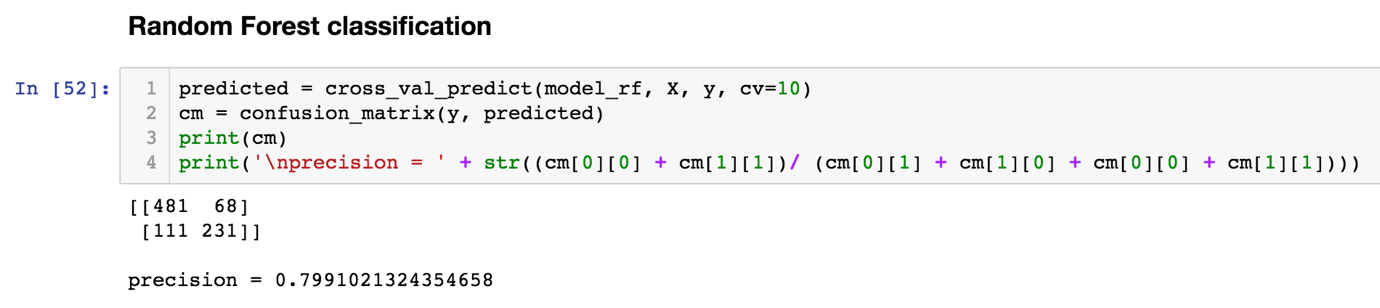 Random Forest classification
In [52]:
1 predicted = cross_val_predict(model_rf, X, y, cv=10)
2 cm = confusion_matrix(y, predicted)
3 print(cm)
4 print('\nprecision = ' + str((cm[0][0] + cm[1][1])/ (cm[0][1] + cm[1][0] + cm[0][0] + cm[1][1])))
[[481  68]
 [111 231]]
precision = 0.7991021324354658